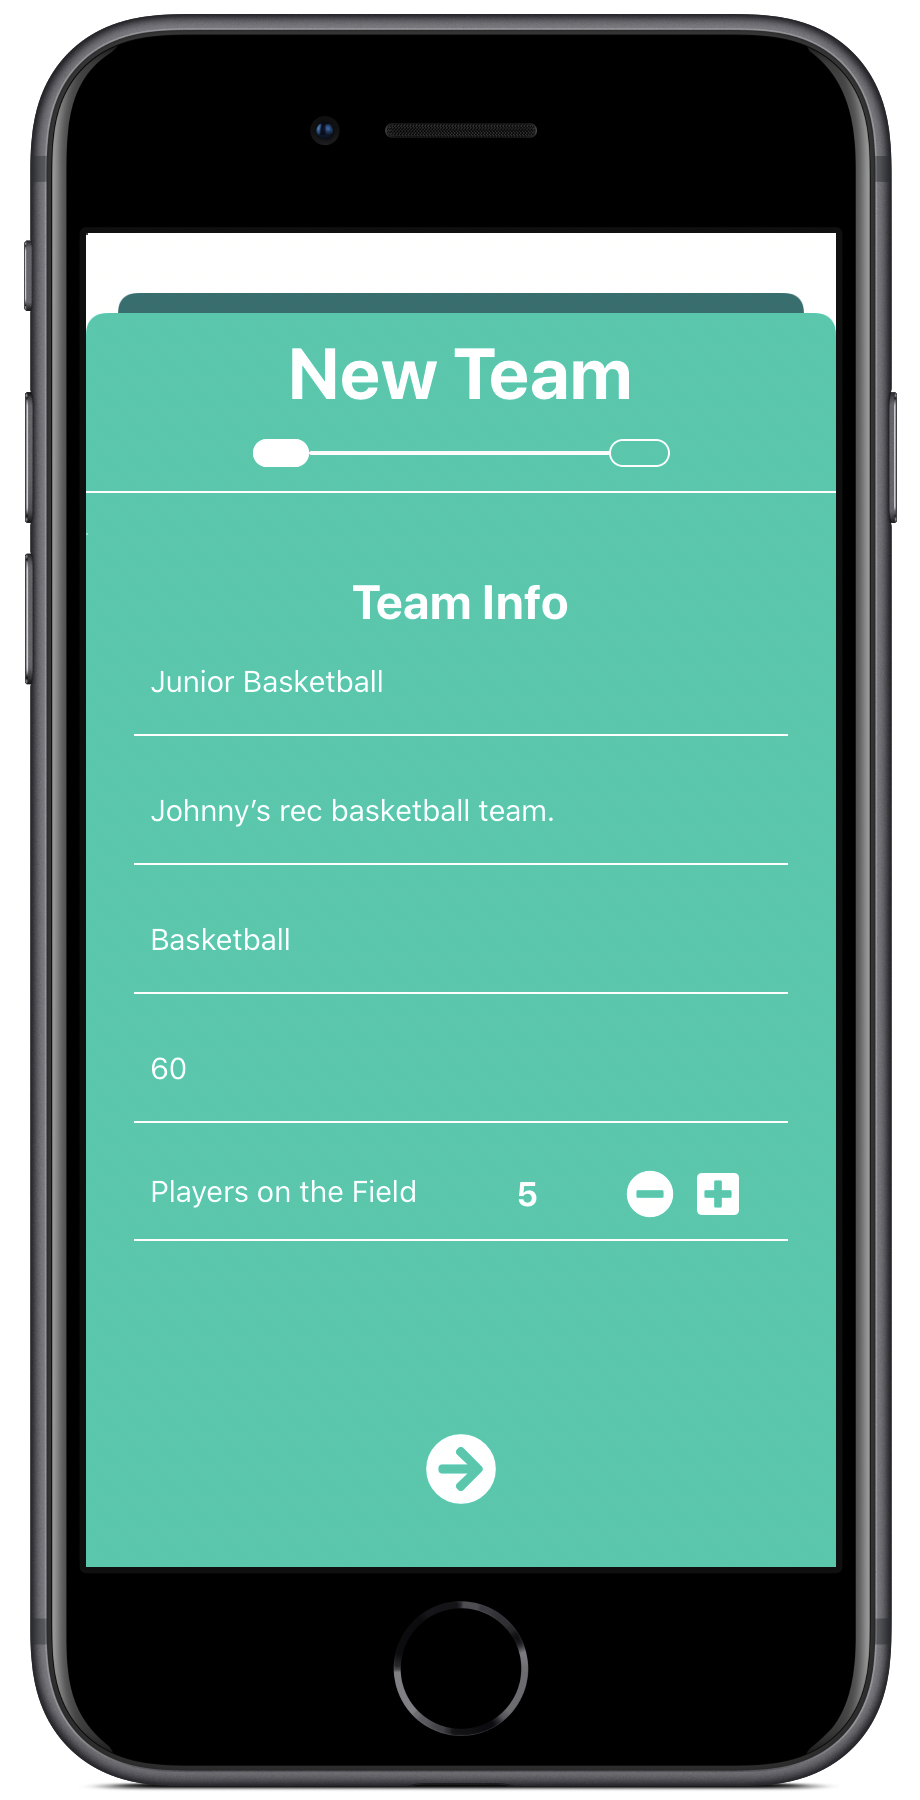 New Team
Team Info
Junior Basketball
Johnny’s rec basketball team.
Basketball
60
Players on the Field 5